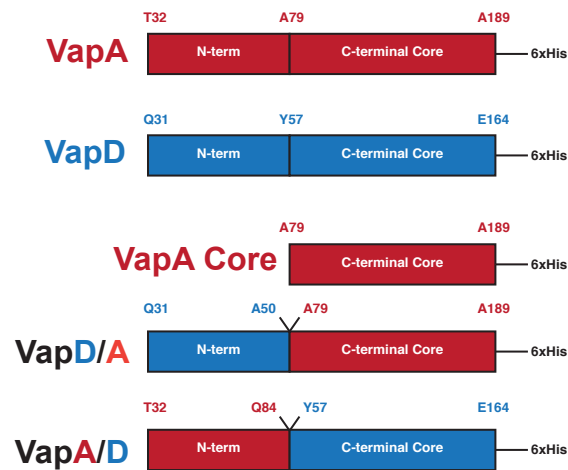 T32 A79 A189
VapA N-term C-terminal Core 6xHis
Q31 Y57 E164
VapD N-term C-terminal Core 6xHis
A79 A189
VapA Core C-terminal Core 6xHis
Q31 A50 A79 A189
VapD/A N-term C-terminal Core 6xHis
T32 Q84 Y57 E164
VapA/D N-term C-terminal Core 6xHis